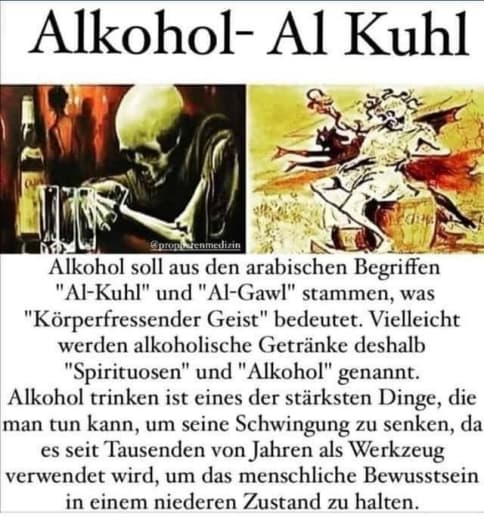 Alkohol- Al Kuhl
Alkohol soll aus den arabischen Begriffen
"Al-Kuhl" und "Al-Gawl" stammen, was
"Körperfressender Geist" bedeutet. Vielleicht
werden alkoholische Getränke deshalb
"Spirituosen" und "Alkohol" genannt.
Alkohol trinken ist eines der stärksten Dinge, die
man tun kann, um seine Schwingung zu senken, da
es seit Tausenden von Jahren als Werkzeug
verwendet wird, um das menschliche Bewusstsein
in einem niederen Zustand zu halten.